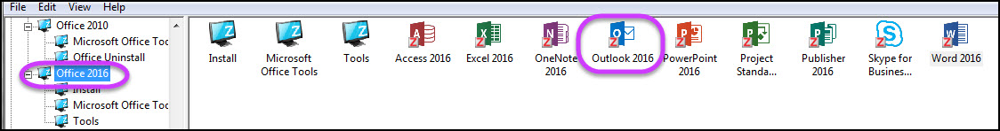 File Edit View Help
Office 2010
Microsoft Office Too
Office Uninstall
Office 2016
Install
Microsoft Office Too
Tools
Install
Microsoft
Office Tools
Tools
Access 2016
Excel 2016
OneNote
2016
Outlook 2016
PowerPoint
2016
Project
Standa...
Publisher
2016
Skype for
Busines...
Word 2016